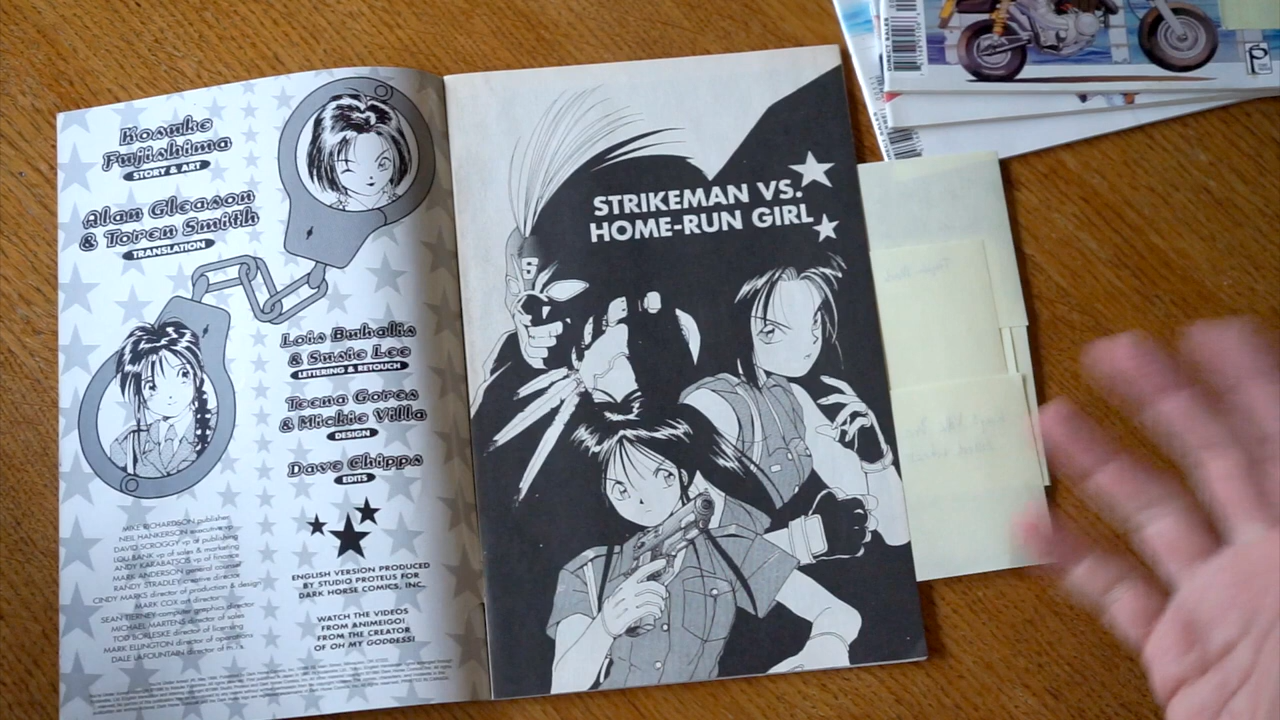 Kosuke
Fujishima
STORY & ART
Alan Gleason
& Toren Smith
TRANSLATION
Lois Buhalis
& Susie Lee
LETTERING & RETOUCH
Teena Gores
& Mickie Villa
DESIGN
Dave Chipps
EDITS
MIKE RICHARDSON publisher
NEIL HANKERSON executive vp
DAVID SCROGGY vp of publishing
LOU BANK vp of sales & marketing
ANDY KARABATSOS vp of finance
MARK ANDERSON general counsel
RANDY STRADLEY creative director
CINDY MARKS director of production & design
MARK COX art director
SEAN TIERNEY computer graphics director
MICHAEL MARTENS director of sales
TOD BORLESKE director of licensing
MARK ELLINGTON director of operations
DALE LAFOUNTAIN director of m.i.s.
ENGLISH VERSION PRODUCED
BY STUDIO PROTEUS FOR
DARK HORSE COMICS, INC.
WATCH THE VIDEOS
FROM ANIMEIGO!
FROM THE CREATOR
OF OH MY GODDESS!
STRIKEMAN VS.
HOME-RUN GIRL
S
DIRECT SALES